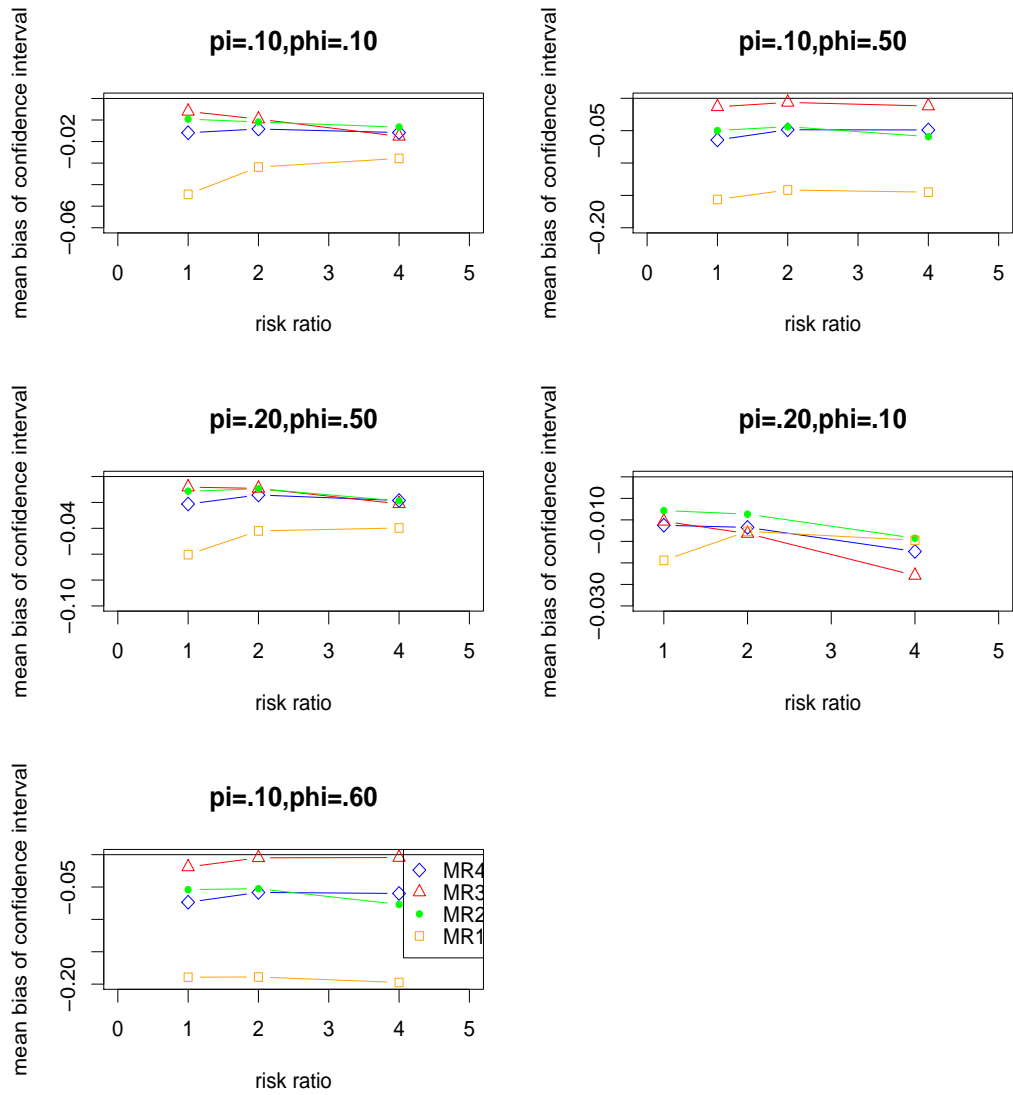 pi=.10,phi=.10
mean bias of confidence interval
−0.02
−0.06
0 1 2 3 4 5
risk ratio
pi=.10,phi=.50
mean bias of confidence interval
−0.05
−0.20
0 1 2 3 4 5
risk ratio
pi=.20,phi=.50
mean bias of confidence interval
−0.04
−0.10
0 1 2 3 4 5
risk ratio
pi=.20,phi=.10
mean bias of confidence interval
−0.010
−0.030
1 2 3 4 5
risk ratio
pi=.10,phi=.60
mean bias of confidence interval
−0.05
−0.20
0 1 2 3 4 5
risk ratio
MR4
MR3
MR2
MR1